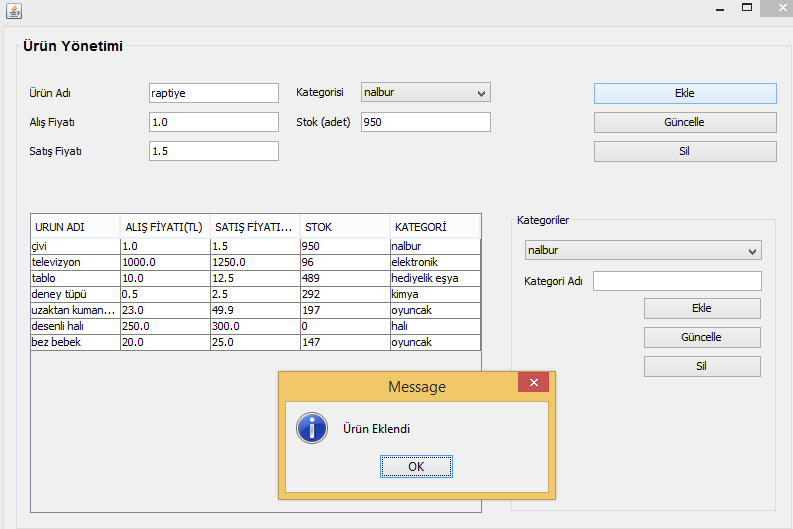 Ürün Yönetimi
Ürün Adı raptiye Kategorisi nalbur Ekle
Alış Fiyatı 1.0 Stok (adet) 950 Güncelle
Satış Fiyatı 1.5 Sil
URUN ADI ALIŞ FİYATI(TL) SATIŞ FİYATI... STOK KATEGORİ
çivi 1.0 1.5 950 nalbur
televizyon 1000.0 1250.0 96 elektronik
tablo 10.0 12.5 489 hediyelik eşya
deney tüpü 0.5 2.5 292 kimya
uzaktan kuman... 23.0 49.9 197 oyuncak
desenli halı 250.0 300.0 0 halı
bez bebek 20.0 25.0 147 oyuncak
Kategoriler
nalbur
Kategori Adı
Ekle
Güncelle
Sil
Message
Ürün Eklendi
OK